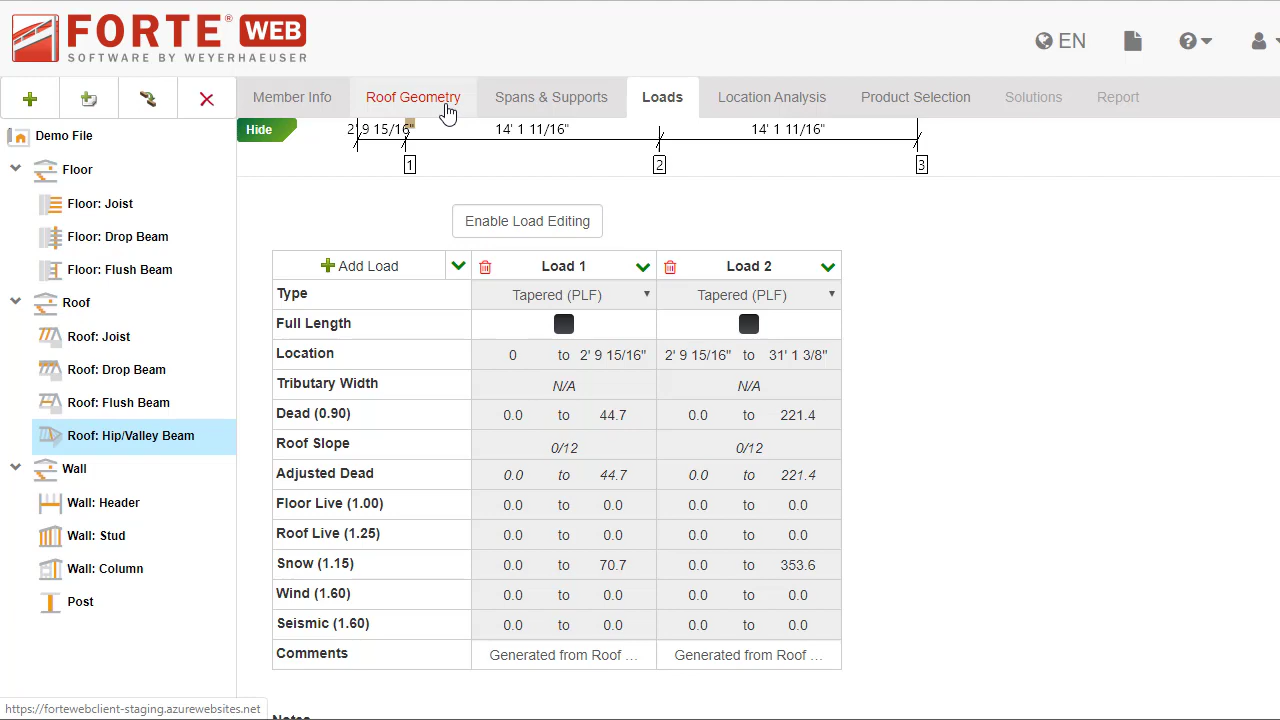 FORTE® WEB
SOFTWARE BY WEYERHAEUSER
EN
Member Info
Roof Geometry
Spans & Supports
Loads
Location Analysis
Product Selection
Solutions
Report
Demo File
Floor
Floor: Joist
Floor: Drop Beam
Floor: Flush Beam
Roof
Roof: Joist
Roof: Drop Beam
Roof: Flush Beam
Roof: Hip/Valley Beam
Wall
Wall: Header
Wall: Stud
Wall: Column
Post
https://fortewebclient-staging.azurewebsites.net
Hide
2' 9 15/16" 14' 1 11/16" 14' 1 11/16"
1 2 3
Enable Load Editing
Add Load Load 1 Load 2
Type Tapered (PLF) Tapered (PLF)
Full Length
Location 0 to 2' 9 15/16" 2' 9 15/16" to 31' 1 3/8"
Tributary Width N/A N/A
Dead (0.90) 0.0 to 44.7 0.0 to 221.4
Roof Slope 0/12 0/12
Adjusted Dead 0.0 to 44.7 0.0 to 221.4
Floor Live (1.00) 0.0 to 0.0 0.0 to 0.0
Roof Live (1.25) 0.0 to 0.0 0.0 to 0.0
Snow (1.15) 0.0 to 70.7 0.0 to 353.6
Wind (1.60) 0.0 to 0.0 0.0 to 0.0
Seismic (1.60) 0.0 to 0.0 0.0 to 0.0
Comments Generated from Roof ... Generated from Roof ...
Notes